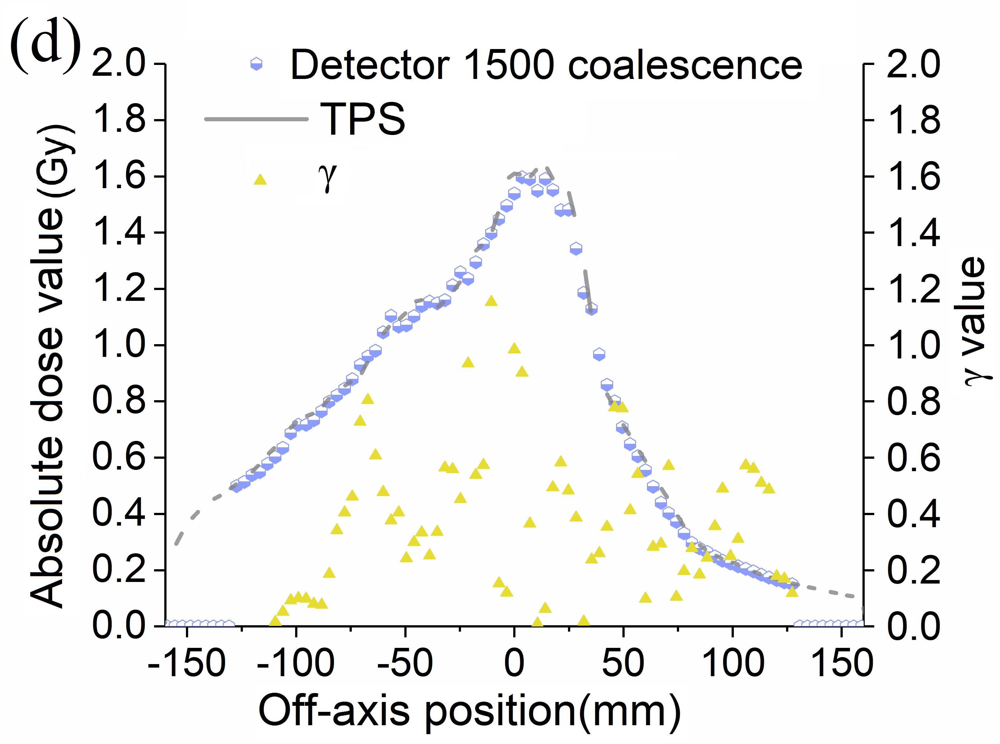 (d)
Detector 1500 coalescence
TPS
γ
Absolute dose value (Gy)
2.0
1.8
1.6
1.4
1.2
1.0
0.8
0.6
0.4
0.2
0.0
2.0
1.8
1.6
1.4
1.2
1.0
0.8
0.6
0.4
0.2
0.0
γ value
-150 -100 -50 0 50 100 150
Off-axis position(mm)